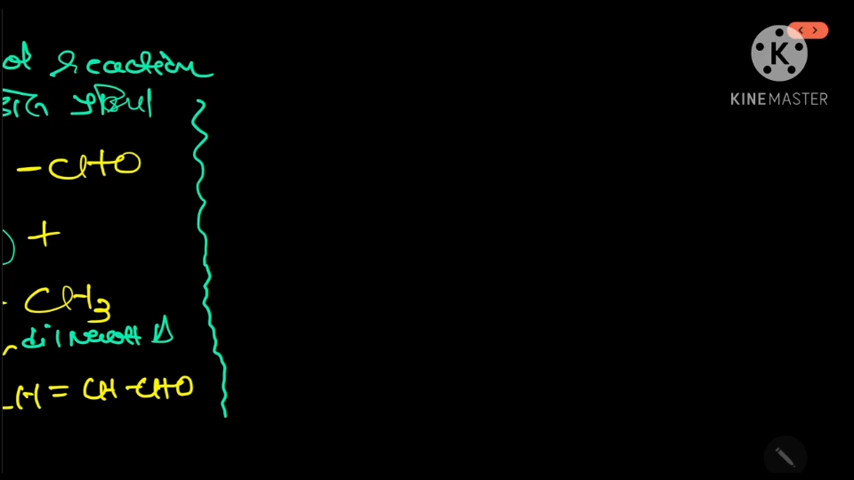 ol reaction
- CHO
+
- CH3
dil NaOH Δ
CH = CH - CHO
KINEMASTER